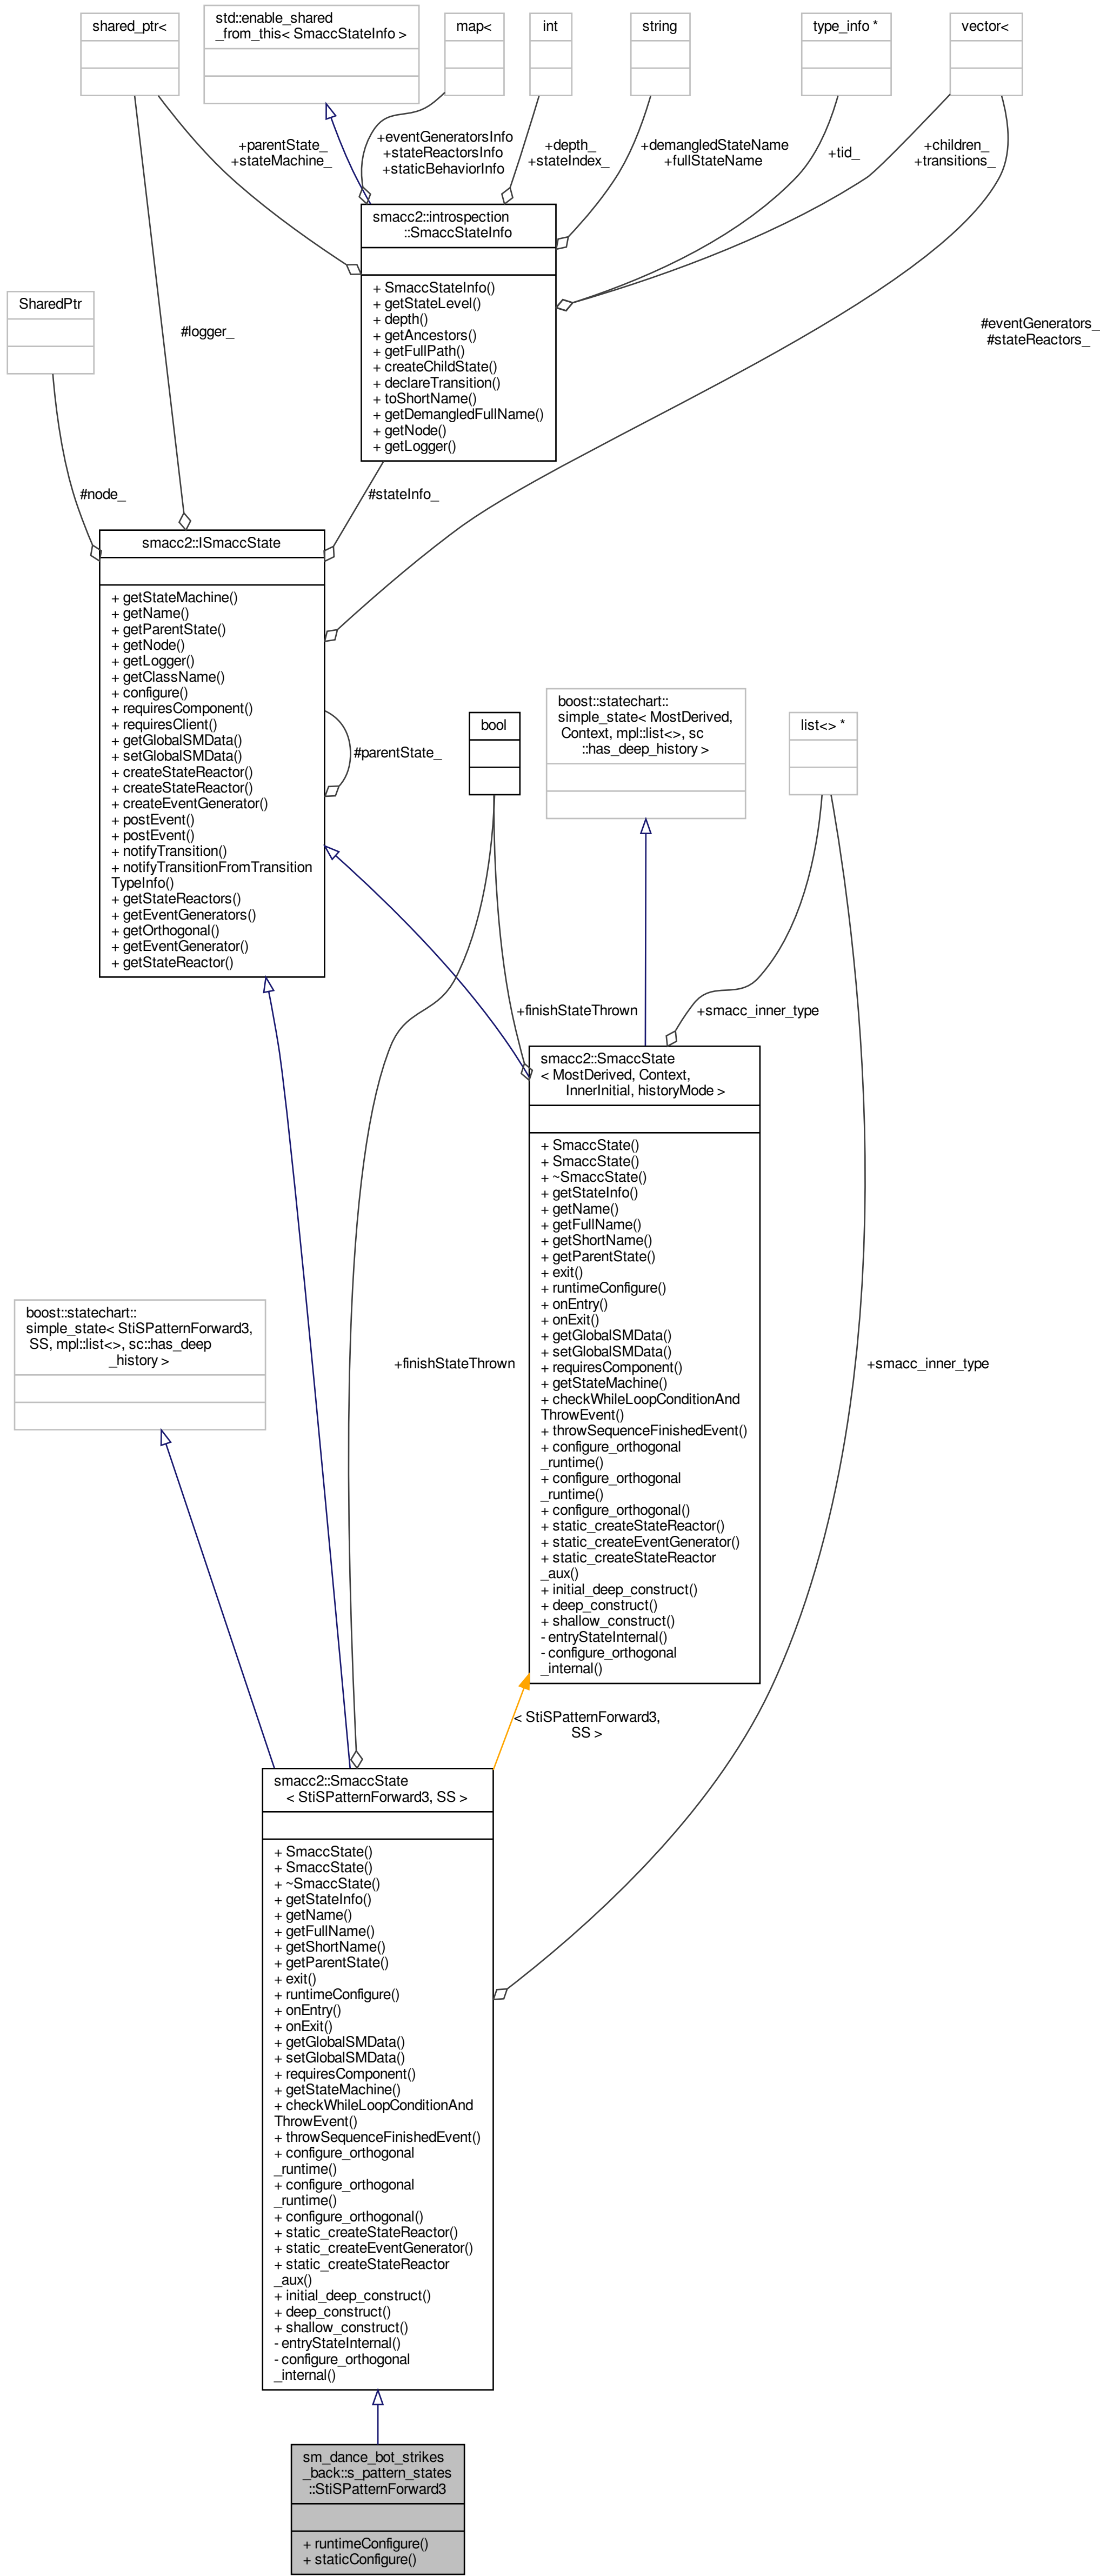 shared_ptr<
std::enable_shared
_from_this< SmaccStateInfo >
map<
int
string
type_info *
vector<
+parentState_
+stateMachine_
+eventGeneratorsInfo
+stateReactorsInfo
+staticBehaviorInfo
+depth_
+stateIndex_
+demangledStateName
+fullStateName
+tid_
+children_
+transitions_
smacc2::introspection
::SmaccStateInfo
+ SmaccStateInfo()
+ getStateLevel()
+ depth()
+ getAncestors()
+ getFullPath()
+ createChildState()
+ declareTransition()
+ toShortName()
+ getDemangledFullName()
+ getNode()
+ getLogger()
SharedPtr
#logger_
#eventGenerators_
#stateReactors_
#node_
#stateInfo_
smacc2::ISmaccState
+ getStateMachine()
+ getName()
+ getParentState()
+ getNode()
+ getLogger()
+ getClassName()
+ configure()
+ requiresComponent()
+ requiresClient()
+ getGlobalSMData()
+ setGlobalSMData()
+ createStateReactor()
+ createStateReactor()
+ createEventGenerator()
+ postEvent()
+ postEvent()
+ notifyTransition()
+ notifyTransitionFromTransition
TypeInfo()
+ getStateReactors()
+ getEventGenerators()
+ getOrthogonal()
+ getEventGenerator()
+ getStateReactor()
#parentState_
bool
boost::statechart::
simple_state< MostDerived,
Context, mpl::list<>, sc
::has_deep_history >
list<> *
+finishStateThrown
+smacc_inner_type
smacc2::SmaccState
< MostDerived, Context,
InnerInitial, historyMode >
+ SmaccState()
+ SmaccState()
+ ~SmaccState()
+ getStateInfo()
+ getName()
+ getFullName()
+ getShortName()
+ getParentState()
+ exit()
+ runtimeConfigure()
+ onEntry()
+ onExit()
+ getGlobalSMData()
+ setGlobalSMData()
+ requiresComponent()
+ getStateMachine()
+ checkWhileLoopConditionAnd
ThrowEvent()
+ throwSequenceFinishedEvent()
+ configure_orthogonal
_runtime()
+ configure_orthogonal
_runtime()
+ configure_orthogonal()
+ static_createStateReactor()
+ static_createEventGenerator()
+ static_createStateReactor
_aux()
+ initial_deep_construct()
+ deep_construct()
+ shallow_construct()
- entryStateInternal()
- configure_orthogonal
_internal()
boost::statechart::
simple_state< StiSPatternForward3,
SS, mpl::list<>, sc::has_deep
_history >
+finishStateThrown
+smacc_inner_type
< StiSPatternForward3,
SS >
smacc2::SmaccState
< StiSPatternForward3, SS >
+ SmaccState()
+ SmaccState()
+ ~SmaccState()
+ getStateInfo()
+ getName()
+ getFullName()
+ getShortName()
+ getParentState()
+ exit()
+ runtimeConfigure()
+ onEntry()
+ onExit()
+ getGlobalSMData()
+ setGlobalSMData()
+ requiresComponent()
+ getStateMachine()
+ checkWhileLoopConditionAnd
ThrowEvent()
+ throwSequenceFinishedEvent()
+ configure_orthogonal
_runtime()
+ configure_orthogonal
_runtime()
+ configure_orthogonal()
+ static_createStateReactor()
+ static_createEventGenerator()
+ static_createStateReactor
_aux()
+ initial_deep_construct()
+ deep_construct()
+ shallow_construct()
- entryStateInternal()
- configure_orthogonal
_internal()
sm_dance_bot_strikes
_back::s_pattern_states
::StiSPatternForward3
+ runtimeConfigure()
+ staticConfigure()